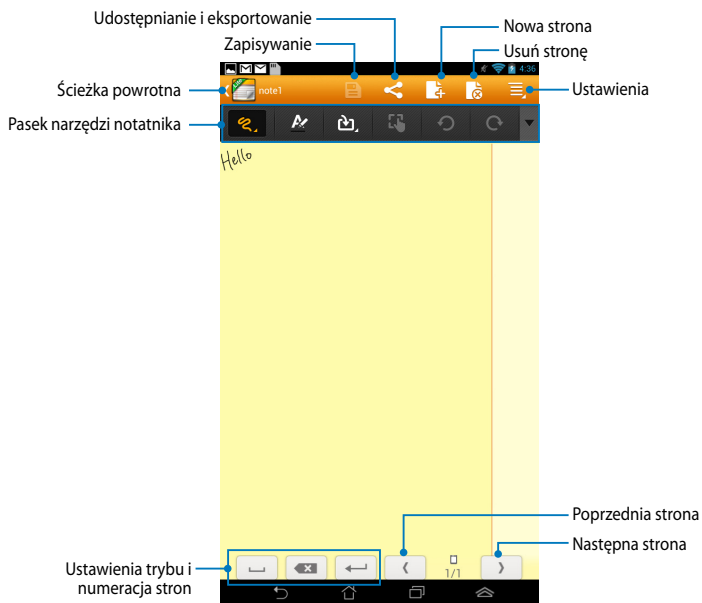 Udostępnianie i eksportowanie
Nowa strona
Zapisywanie
Usuń stronę
4:36
Ścieżka powrotna
note1
Ustawienia
Pasek narzędzi notatnika
Hello
Poprzednia strona
Następna strona
Ustawienia trybu i
numeracja stron
1/1